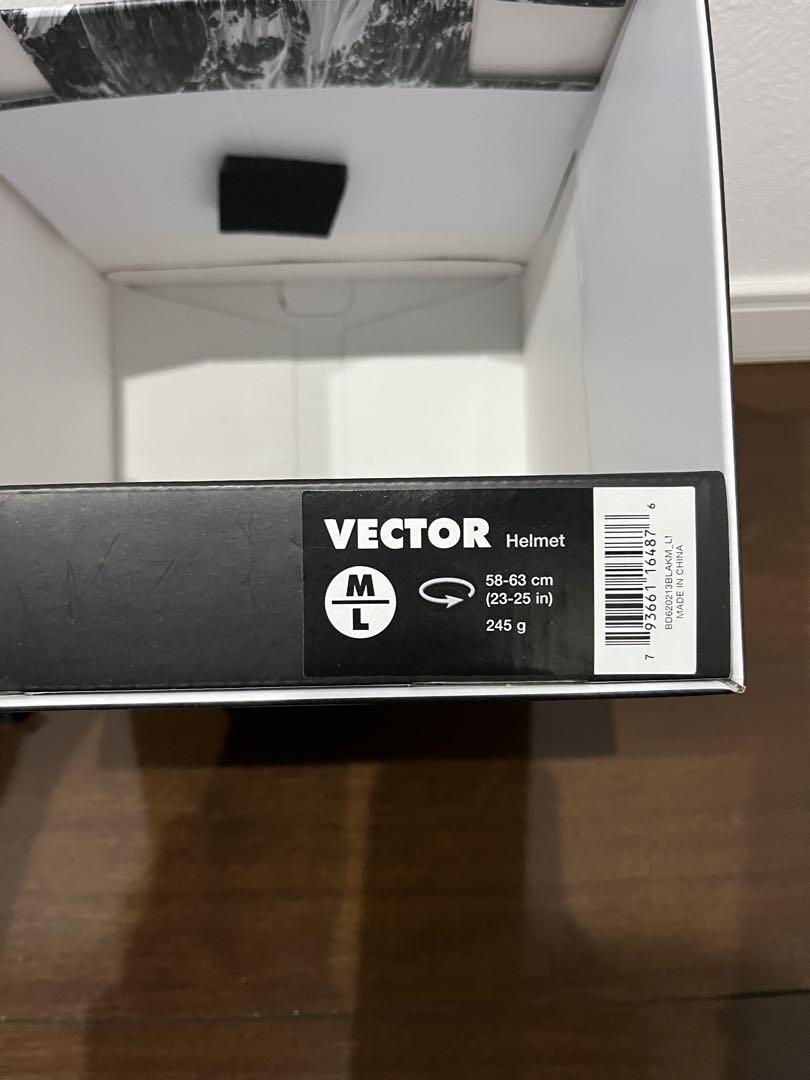 VECTOR Helmet
M
L
58-63 cm
(23-25 in)
245 g
7 93661 16487 6
BD620213BLAKM_L1
MADE IN CHINA